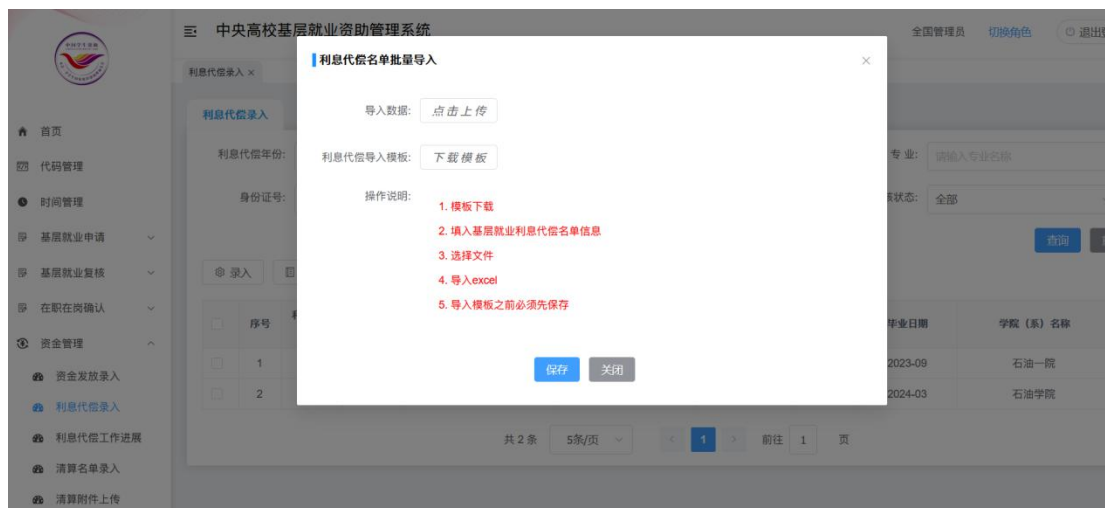 中央高校基层就业资助管理系统
全国管理员
切换角色
退出
利息代偿录入 ×
利息代偿名单批量导入
导入数据: 点击上传
利息代偿导入模板: 下载模板
操作说明:
1. 模板下载
2. 填入基层就业利息代偿名单信息
3. 选择文件
4. 导入excel
5. 导入模板之前必须先保存
保存
关闭
首页
代码管理
时间管理
基层就业申请
基层就业复核
在职在岗确认
资金管理
资金发放录入
利息代偿录入
利息代偿工作进展
清算名单录入
清算附件上传
利息代偿录入
利息代偿年份:
专业: 请输入专业名称
身份证号:
状态: 全部
查询
录入
序号
毕业日期
学院（系）名称
1
2023-09
石油一院
2
2024-03
石油学院
共 2 条
5条/页
1
前往 1 页